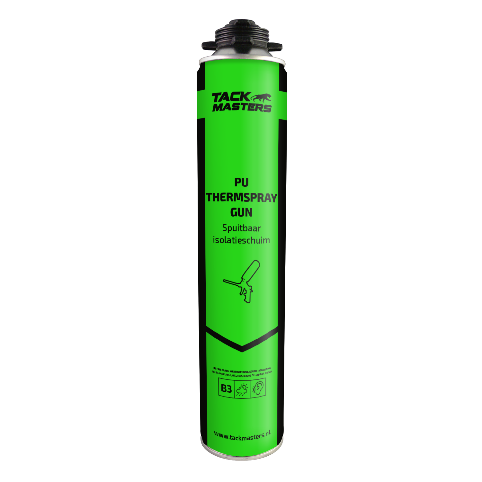 TACK
MASTERS
PU
THERMSPRAY
GUN
Spuitbaar
isolatieschuim
B3
www.tackmasters.nl